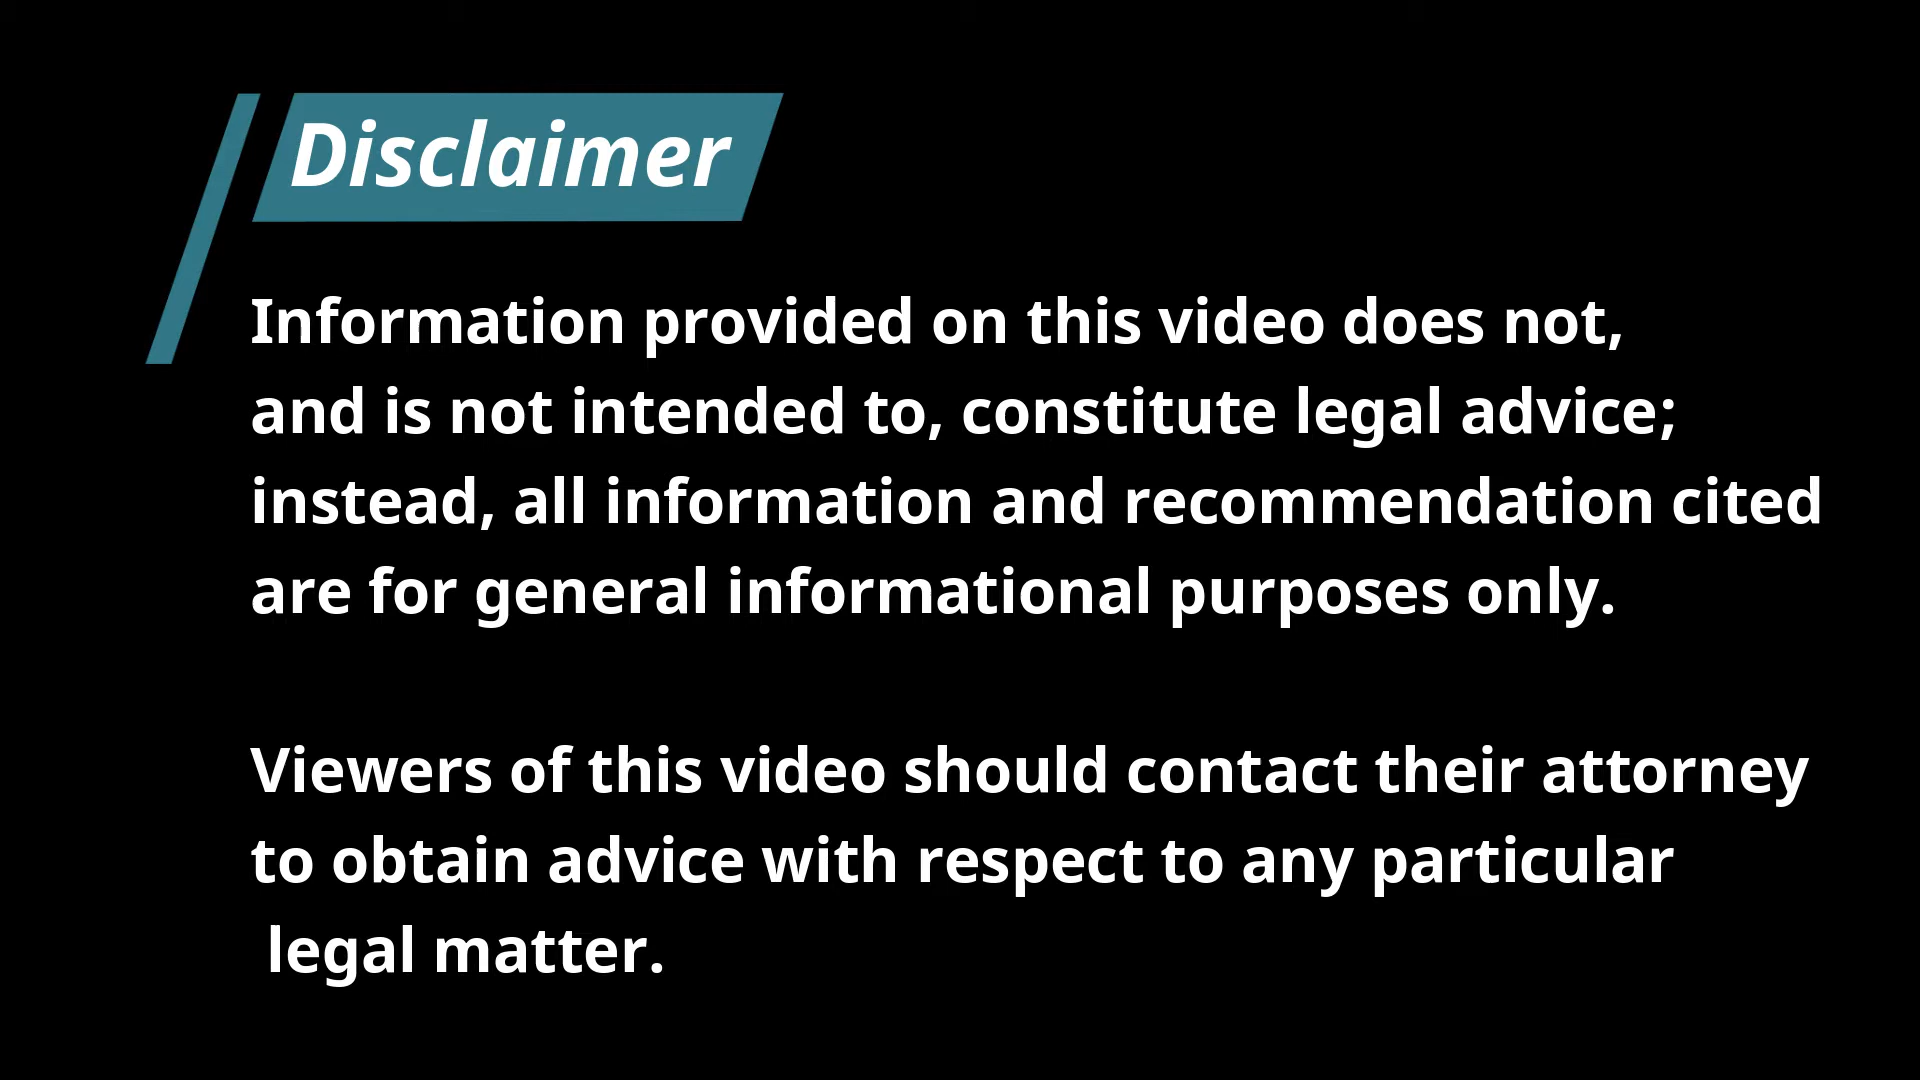 Disclaimer
Information provided on this video does not,
and is not intended to, constitute legal advice;
instead, all information and recommendation cited
are for general informational purposes only.
Viewers of this video should contact their attorney
to obtain advice with respect to any particular
legal matter.